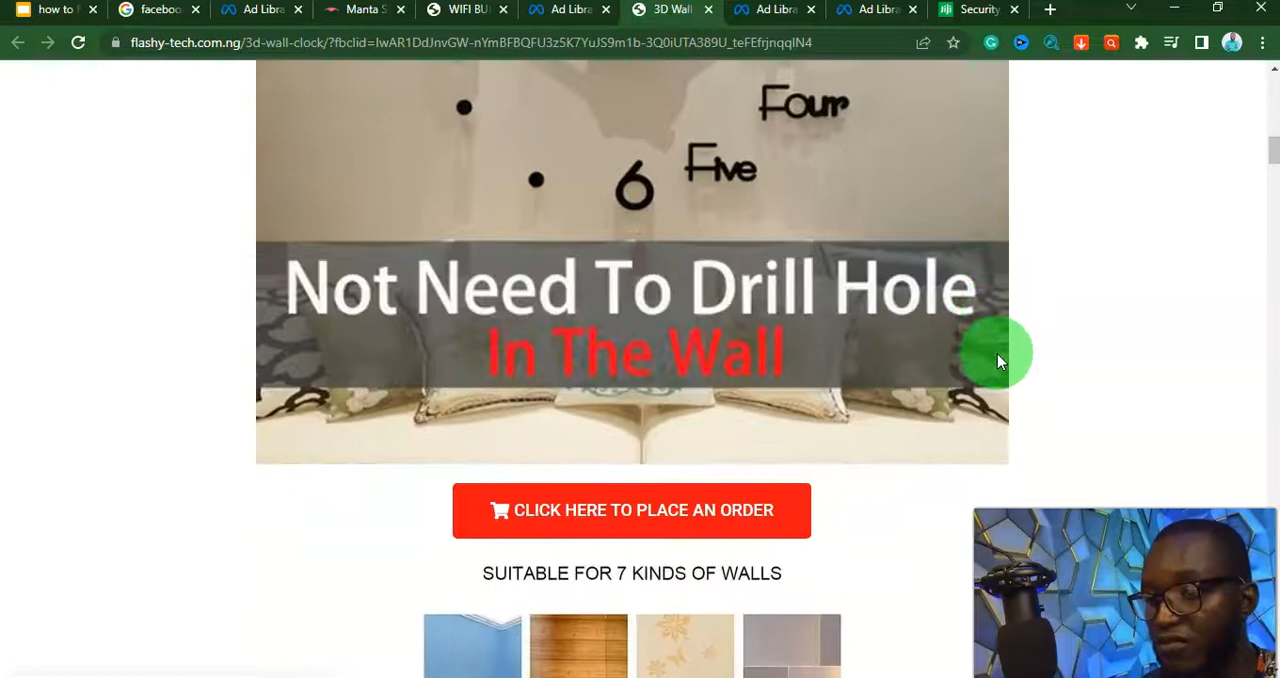 how to f
facebo
Ad Libra
Manta S
WIFI BU
Ad Libra
3D Wall
Ad Libra
Ad Libra
Security
flashy-tech.com.ng/3d-wall-clock/?fbclid=IwAR1DdJnvGW-nYmBFBQFU3z5K7YuJS9m1b-3Q0iUTA389U_teFEfrjnqqlN4
Four
Five
6
Not Need To Drill Hole
In The Wall
CLICK HERE TO PLACE AN ORDER
SUITABLE FOR 7 KINDS OF WALLS